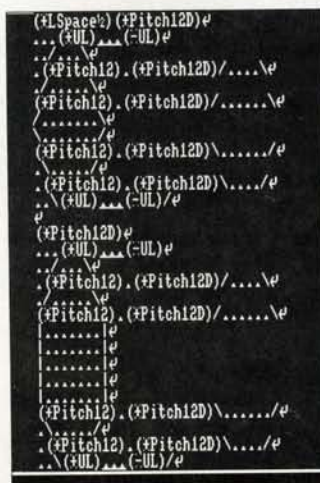 (+LSpace½)(+Pitch12D)↵
...(+UL)...(-UL)↵
../...\↵
.(+Pitch12).(+Pitch12D)/....\↵
./.....\↵
(+Pitch12).(+Pitch12D)/......\↵
/.......\↵
\......./↵
(+Pitch12).(+Pitch12D)\....../↵
.\...../↵
.(+Pitch12).(+Pitch12D)\..../↵
..\(+UL)...(-UL)/↵
↵
(+Pitch12D)↵
...(+UL)...(-UL)↵
../...\↵
.(+Pitch12).(+Pitch12D)/....\↵
./.....\↵
(+Pitch12).(+Pitch12D)/......\↵
|.......|↵
|.......|↵
|.......|↵
|.......|↵
(+Pitch12).(+Pitch12D)\....../↵
.\...../↵
.(+Pitch12).(+Pitch12D)\..../↵
..\(+UL)...(-UL)/↵